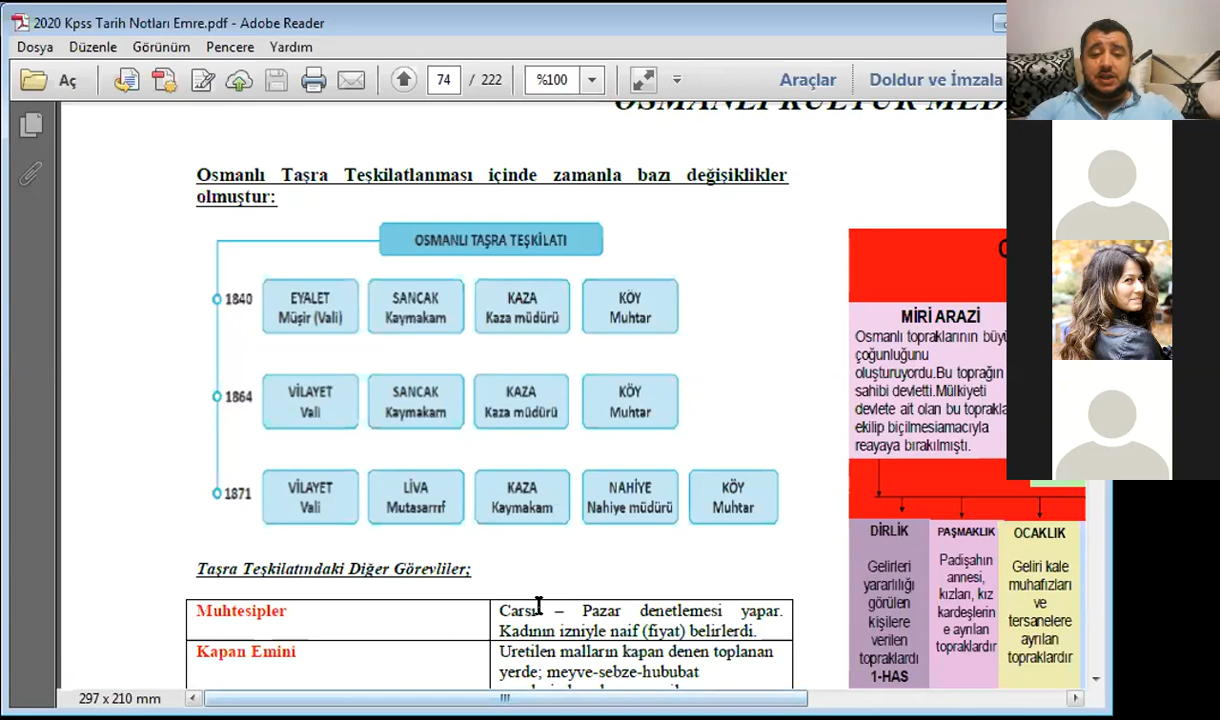 2020 Kpss Tarih Notları Emre.pdf - Adobe Reader
Dosya Düzenle Görünüm Pencere Yardım
Aç 74 / 222 %100 Araçlar Doldur ve İmzala
OSMANLI KÜLTÜR MED
Osmanlı Taşra Teşkilatlanması içinde zamanla bazı değişiklikler
olmuştur:
OSMANLI TAŞRA TEŞKİLATI
1840
EYALET
Müşir (Vali)
SANCAK
Kaymakam
KAZA
Kaza müdürü
KÖY
Muhtar
1864
VİLAYET
Vali
SANCAK
Kaymakam
KAZA
Kaza müdürü
KÖY
Muhtar
1871
VİLAYET
Vali
LİVA
Mutasarrıf
KAZA
Kaymakam
NAHİYE
Nahiye müdürü
KÖY
Muhtar
Taşra Teşkilatındaki Diğer Görevliler;
Muhtesipler
Carsı – Pazar denetlemesi yapar.
Kadının izniyle naif (fiyat) belirlerdi.
Kapan Emini
Uretilen malların kapan denen toplanan
yerde; meyve-sebze-hububat
MİRİ ARAZİ
Osmanlı topraklarının büyü
çoğunluğunu
oluşturuyordu.Bu toprağın
sahibi devletti.Mülkiyeti
devlete ait olan bu toprakla
ekilip biçilmesiamacıyla
reayaya bırakılmıştı.
DİRLİK
Gelirleri
yararlılığı
görülen
kişilere
verilen
topraklardı
1-HAS
PAŞMAKLIK
Padişahın
annesi,
kızları, kız
kardeşlerin
e ayrılan
topraklardır
OCAKLIK
Geliri kale
muhafızları
ve
tersanelere
ayrılan
topraklardır
297 x 210 mm